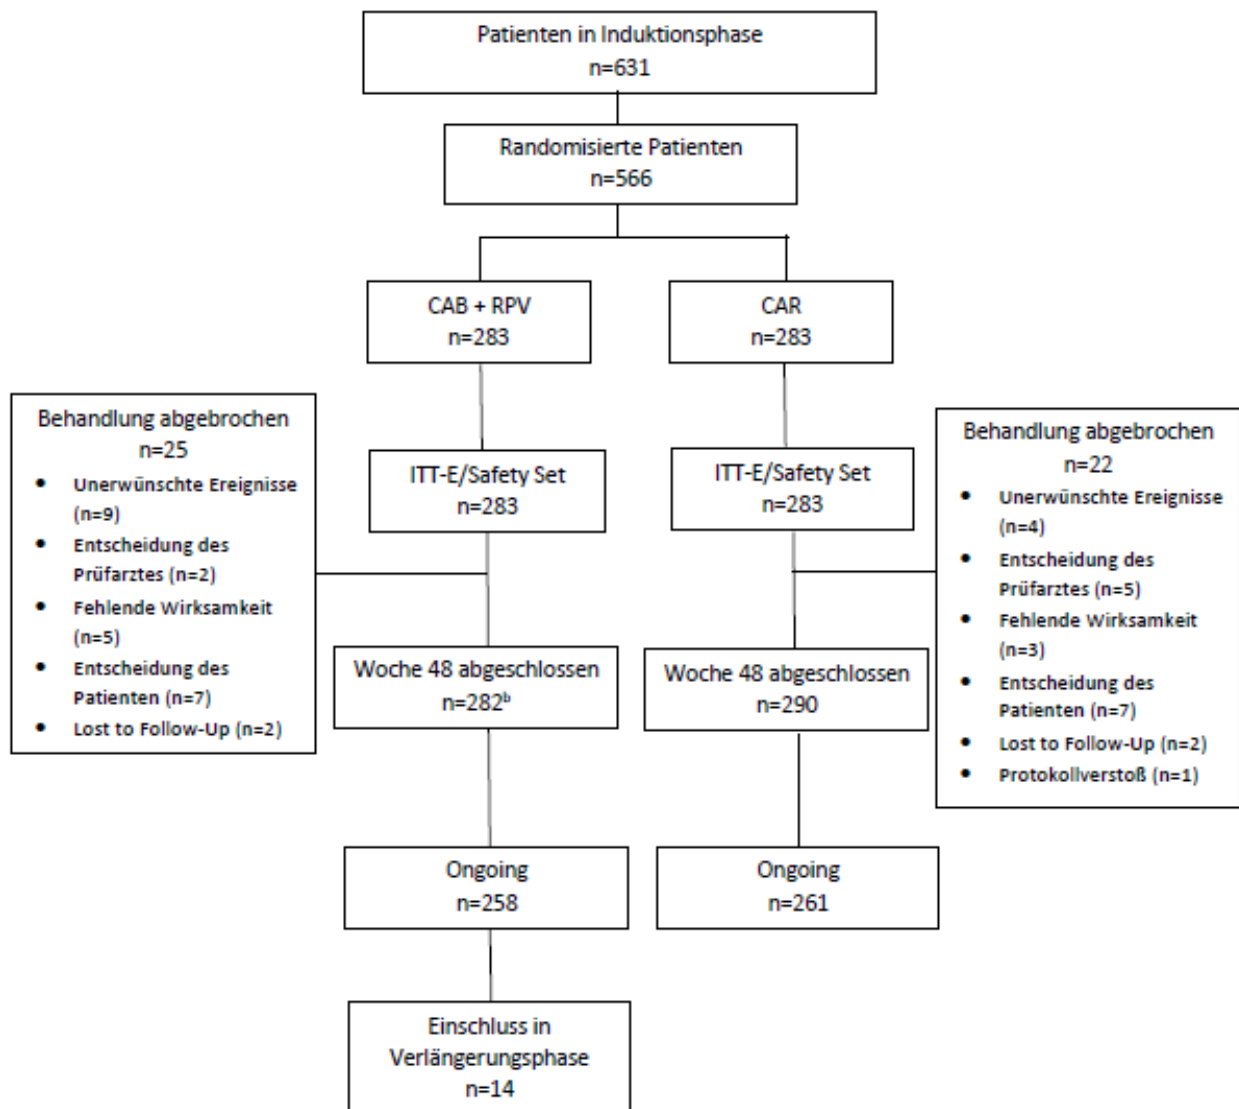 Patienten in Induktionsphase
n=631
Randomisierte Patienten
n=566
CAB + RPV
n=283
CAR
n=283
Behandlung abgebrochen
n=25
• Unerwünschte Ereignisse
(n=9)
• Entscheidung des
Prüfarztes (n=2)
• Fehlende Wirksamkeit
(n=5)
• Entscheidung des
Patienten (n=7)
• Lost to Follow-Up (n=2)
ITT-E/Safety Set
n=283
ITT-E/Safety Set
n=283
Behandlung abgebrochen
n=22
• Unerwünschte Ereignisse
(n=4)
• Entscheidung des
Prüfarztes (n=5)
• Fehlende Wirksamkeit
(n=3)
• Entscheidung des
Patienten (n=7)
• Lost to Follow-Up (n=2)
• Protokollverstoß (n=1)
Woche 48 abgeschlossen
n=282ᵇ
Woche 48 abgeschlossen
n=290
Ongoing
n=258
Ongoing
n=261
Einschluss in
Verlängerungsphase
n=14